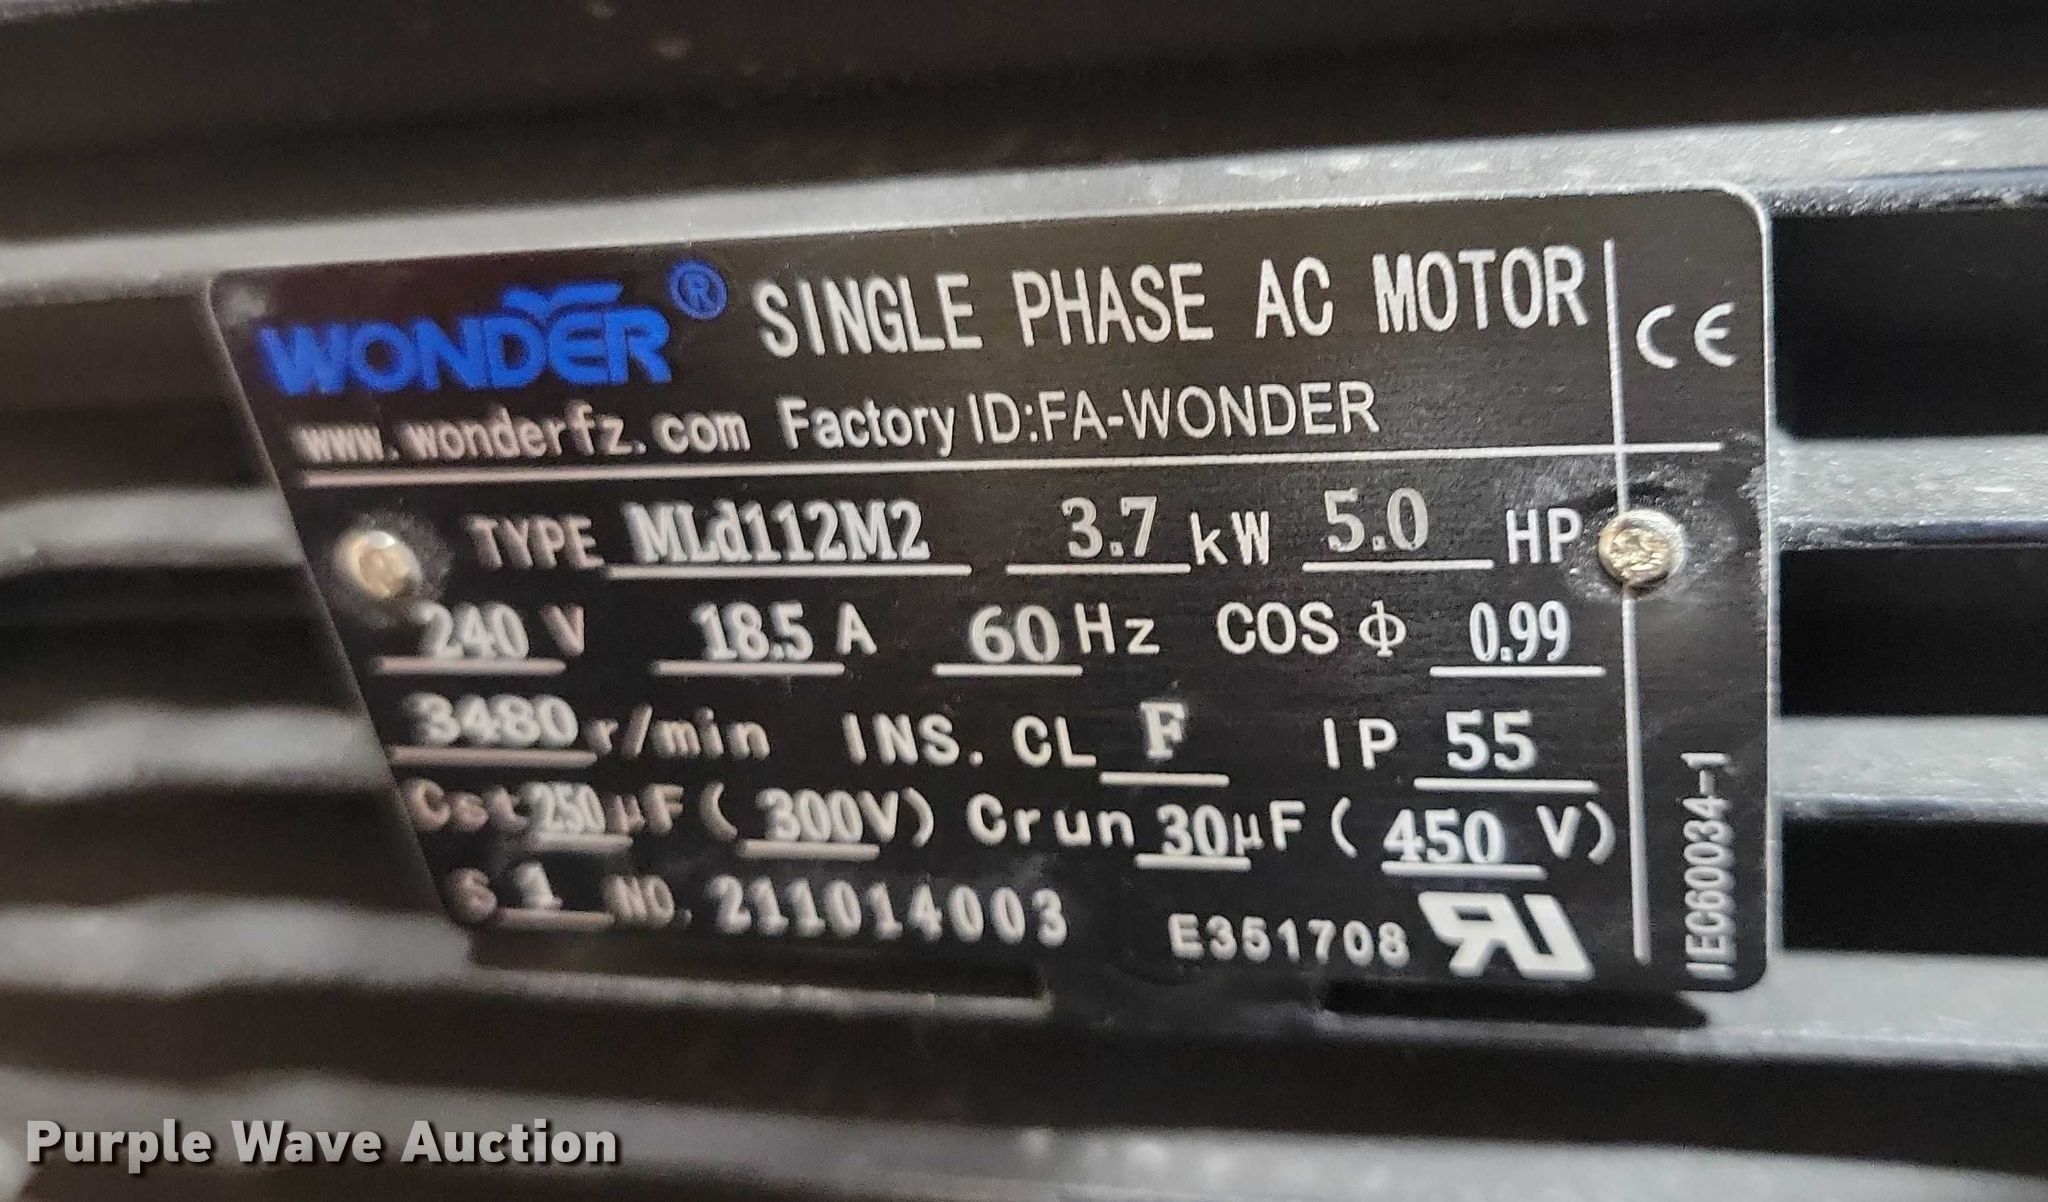 WONDER® SINGLE PHASE AC MOTOR CE
www.wonderfz.com Factory ID:FA-WONDER
TYPE MLd112M2 3.7 kW 5.0 HP
240 V 18.5 A 60 Hz COS Φ 0.99
3480 r/min INS. CL F IP 55
Cst 250 μF ( 300V) Crun 30μF ( 450 V)
S 1 NO. 211014003 E351708 RU
IEC60034-1
Purple Wave Auction